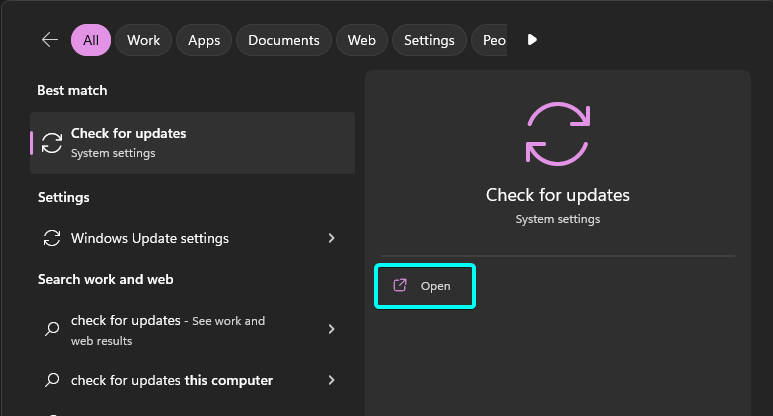 All
Work
Apps
Documents
Web
Settings
Peo
Best match
Check for updates
System settings
Settings
Windows Update settings
Search work and web
check for updates - See work and
web results
check for updates this computer
Check for updates
System settings
Open